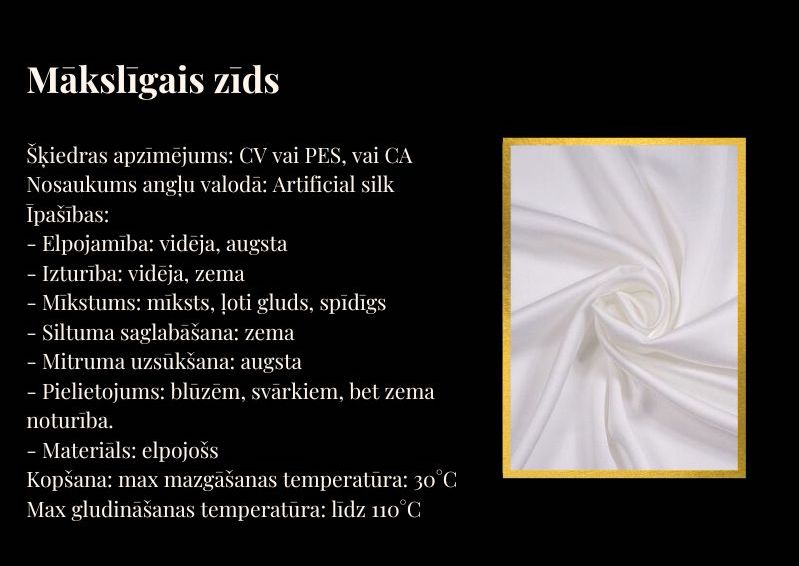 Mākslīgais zīds
Šķiedras apzīmējums: CV vai PES, vai CA
Nosaukums angļu valodā: Artificial silk
Īpašības:
- Elpojamība: vidēja, augsta
- Izturība: vidēja, zema
- Mīkstums: mīksts, ļoti gluds, spīdīgs
- Siltuma saglabāšana: zema
- Mitruma uzsūkšana: augsta
- Pielietojums: blūzēm, svārkiem, bet zema
noturība.
- Materiāls: elpojošs
Kopšana: max mazgāšanas temperatūra: 30°C
Max gludināšanas temperatūra: līdz 110°C